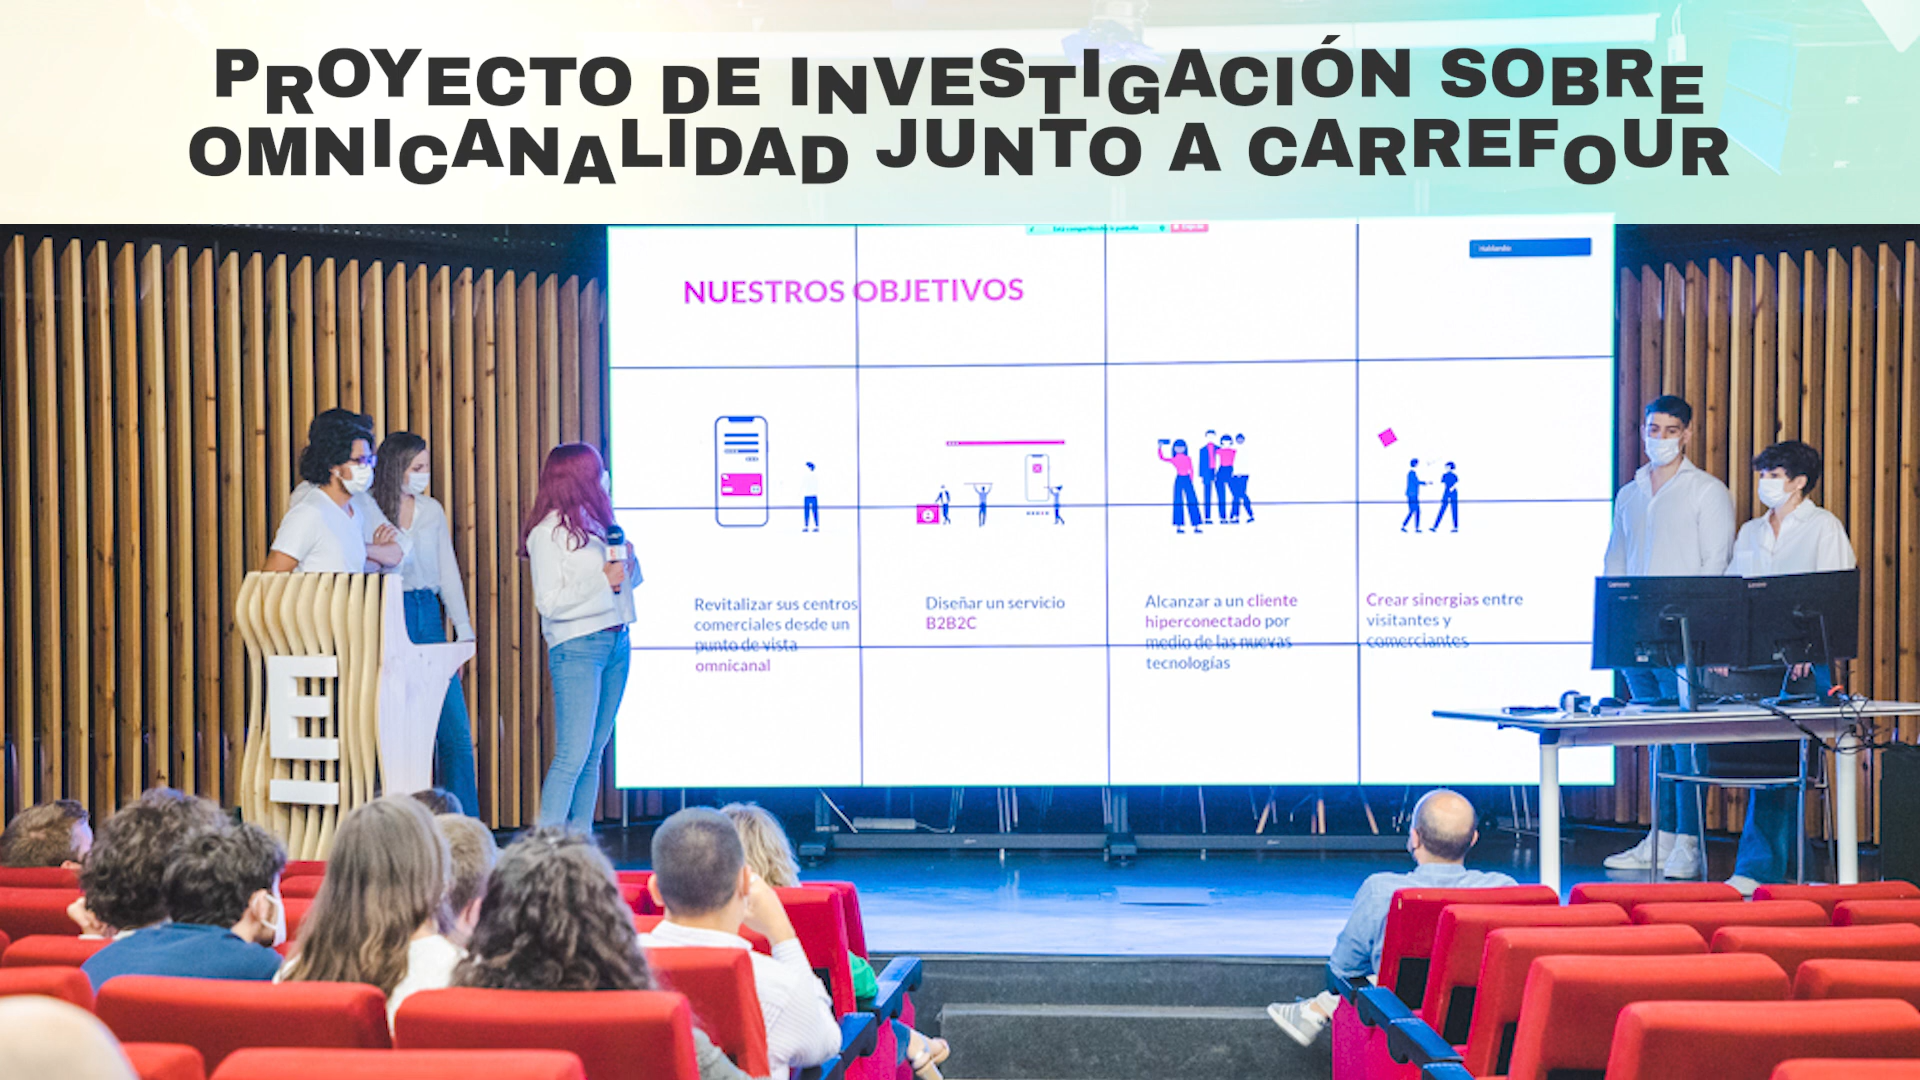 PROYECTO DE INVESTIGACIÓN SOBRE
OMNICANALIDAD JUNTO A CARREFOUR
Hablando:
NUESTROS OBJETIVOS
Revitalizar sus centros
comerciales desde un
punto de vista
omnicanal
Diseñar un servicio
B2B2C
Alcanzar a un cliente
hiperconectado por
medio de las nuevas
tecnologías
Crear sinergias entre
visitantes y
comerciantes
E
Lenovo